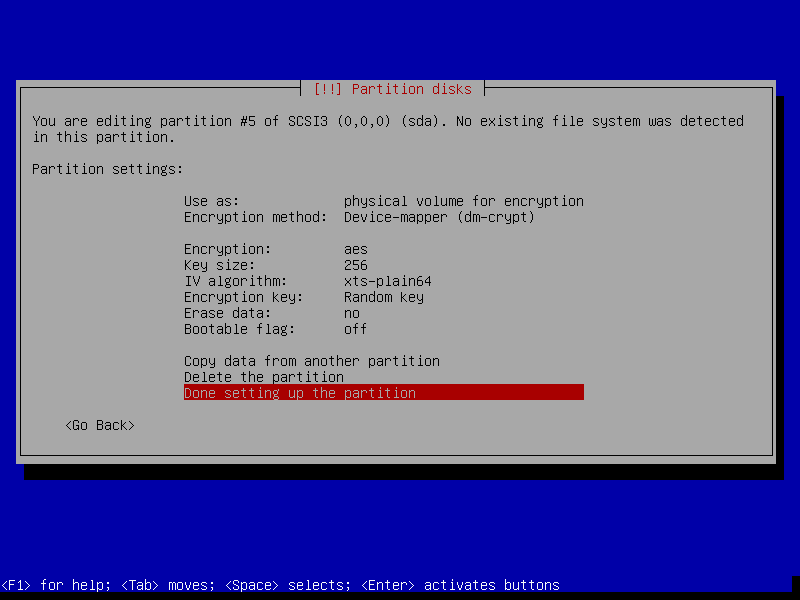 [!!] Partition disks
You are editing partition #5 of SCSI3 (0,0,0) (sda). No existing file system was detected
in this partition.
Partition settings:
Use as: physical volume for encryption
Encryption method: Device-mapper (dm-crypt)
Encryption: aes
Key size: 256
IV algorithm: xts-plain64
Encryption key: Random key
Erase data: no
Bootable flag: off
Copy data from another partition
Delete the partition
Done setting up the partition
<Go Back>
<F1> for help; <Tab> moves; <Space> selects; <Enter> activates buttons